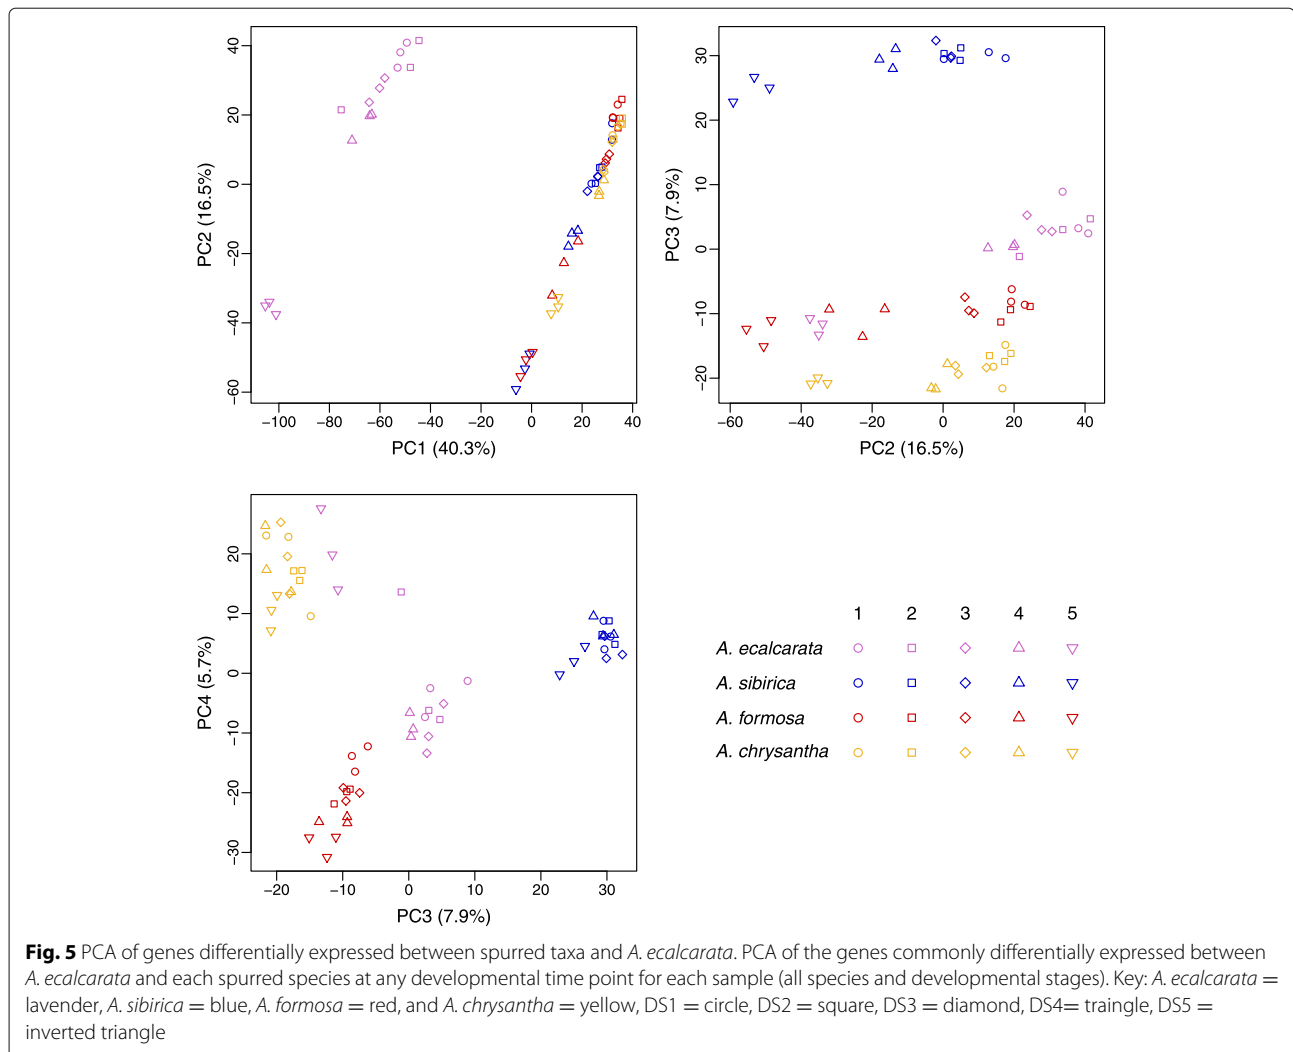 40
20
0
−20
−40
−60
PC2 (16.5%)
−100 −80 −60 −40 −20 0 20 40
PC1 (40.3%)
30
20
10
0
−10
−20
PC3 (7.9%)
−60 −40 −20 0 20 40
PC2 (16.5%)
20
10
0
−10
−20
−30
PC4 (5.7%)
−20 −10 0 10 20 30
PC3 (7.9%)
1 2 3 4 5
A. ecalcarata
A. sibirica
A. formosa
A. chrysantha
Fig. 5 PCA of genes differentially expressed between spurred taxa and A. ecalcarata. PCA of the genes commonly differentially expressed between
A. ecalcarata and each spurred species at any developmental time point for each sample (all species and developmental stages). Key: A. ecalcarata =
lavender, A. sibirica = blue, A. formosa = red, and A. chrysantha = yellow, DS1 = circle, DS2 = square, DS3 = diamond, DS4= traingle, DS5 =
inverted triangle